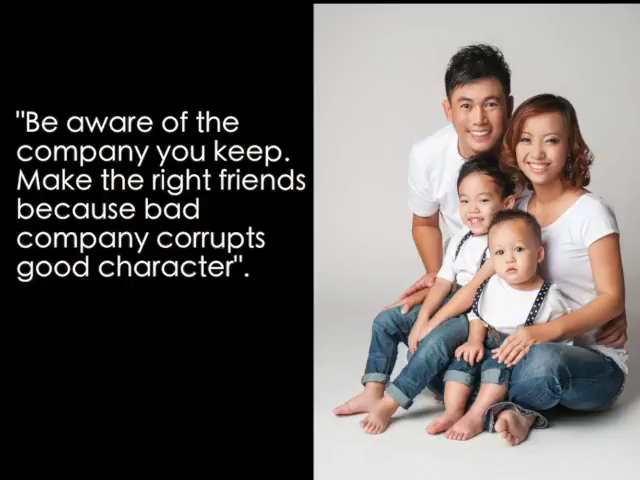 "Be aware of the
company you keep.
Make the right friends
because bad
company corrupts
good character".